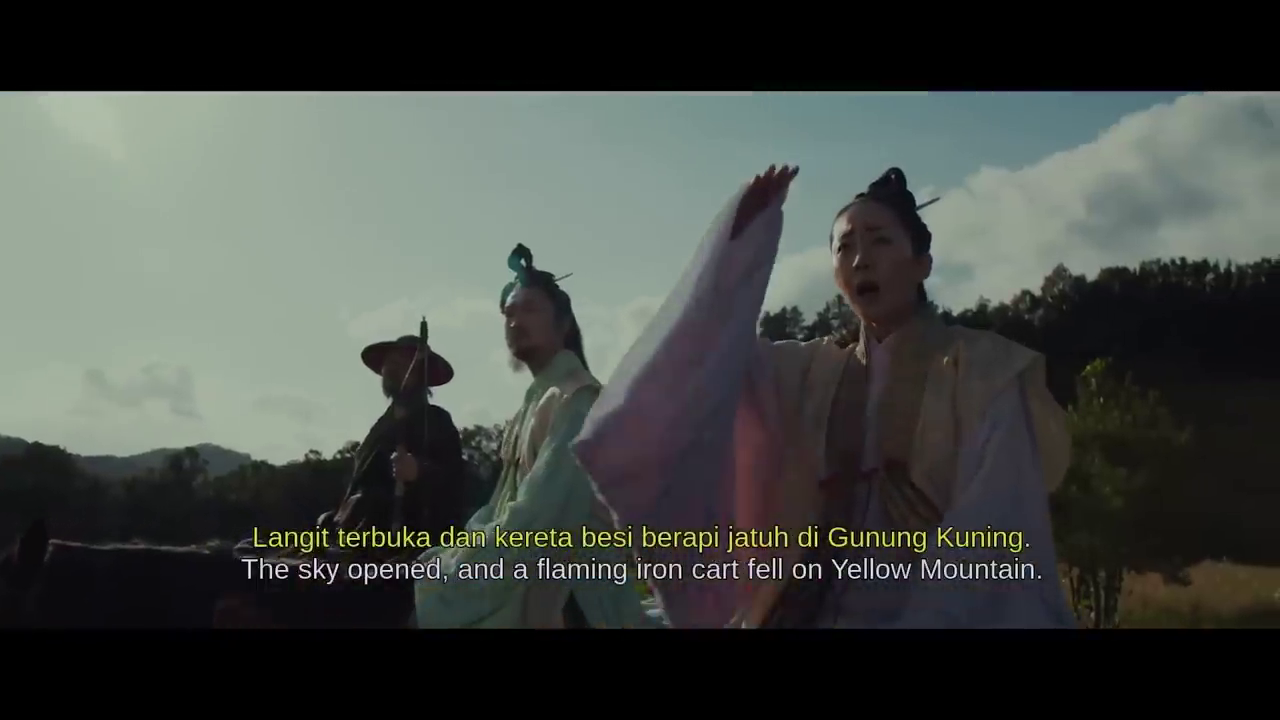 Langit terbuka dan kereta besi berapi jatuh di Gunung Kuning.
The sky opened, and a flaming iron cart fell on Yellow Mountain.